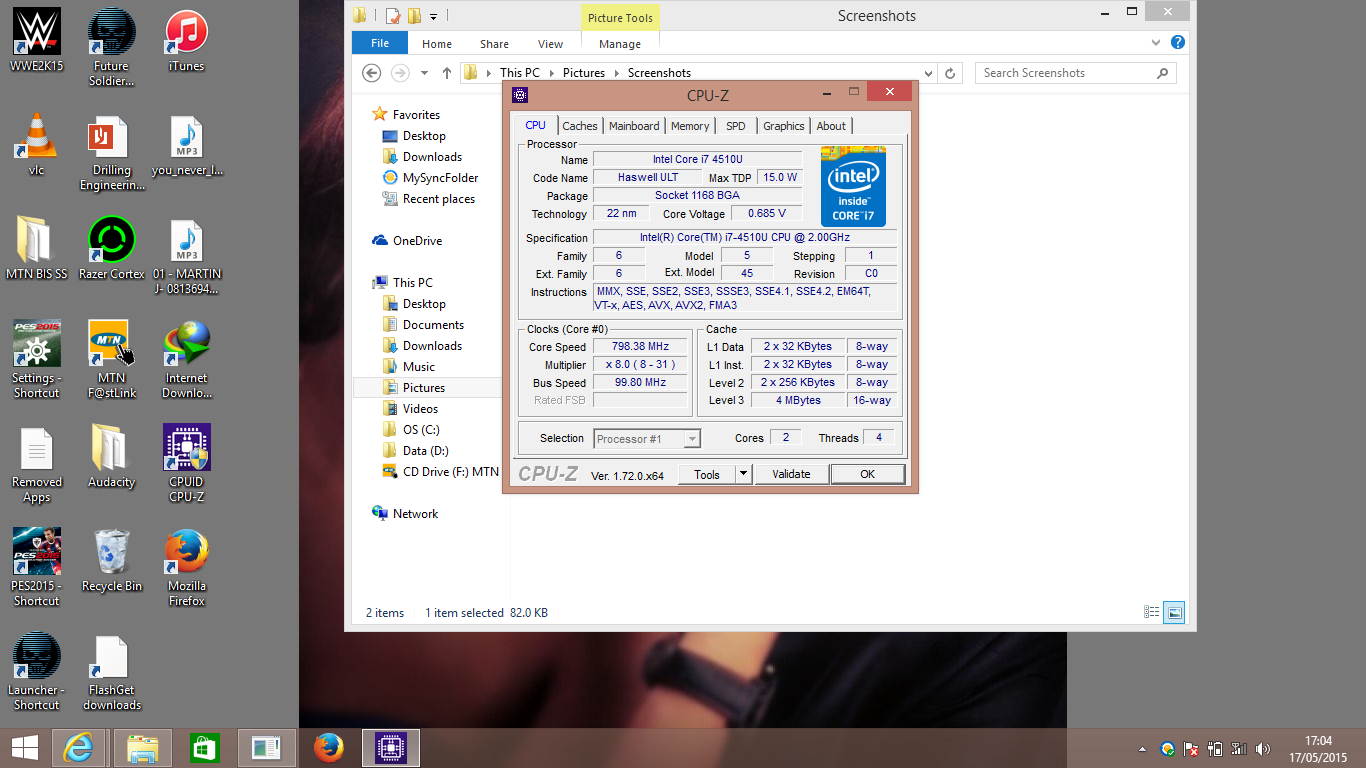 WWE2K15
Future
Soldier...
iTunes
vlc
Drilling
Engineerin...
MP3
you_never_l...
MTN BIS SS
Razer Cortex
MP3
01 - MARTIN
J- 0813694...
PES2015
Settings -
Shortcut
MTN
MTN
F@stLink
Internet
Downlo...
Removed
Apps
Audacity
CPUID
CPU-Z
PES2015
PES2015 -
Shortcut
Recycle Bin
Mozilla
Firefox
Launcher -
Shortcut
FlashGet
downloads
Picture Tools
Screenshots
File
Home
Share
View
Manage
This PC
Pictures
Screenshots
Search Screenshots
Favorites
Desktop
Downloads
MySyncFolder
Recent places
OneDrive
This PC
Desktop
Documents
Downloads
Music
Pictures
Videos
OS (C:)
Data (D:)
CD Drive (F:) MTN
Network
2 items
1 item selected 82.0 KB
CPU-Z
CPU
Caches
Mainboard
Memory
SPD
Graphics
About
Processor
Name Intel Core i7 4510U
Code Name Haswell ULT Max TDP 15.0 W
Package Socket 1168 BGA
Technology 22 nm Core Voltage 0.685 V
intel
inside
CORE i7
Specification Intel(R) Core(TM) i7-4510U CPU @ 2.00GHz
Family 6 Model 5 Stepping 1
Ext. Family 6 Ext. Model 45 Revision C0
Instructions MMX, SSE, SSE2, SSE3, SSSE3, SSE4.1, SSE4.2, EM64T,
VT-x, AES, AVX, AVX2, FMA3
Clocks (Core #0)
Core Speed 798.38 MHz
Multiplier x 8.0 ( 8 - 31 )
Bus Speed 99.80 MHz
Rated FSB
Cache
L1 Data 2 x 32 KBytes 8-way
L1 Inst. 2 x 32 KBytes 8-way
Level 2 2 x 256 KBytes 8-way
Level 3 4 MBytes 16-way
Selection Processor #1 Cores 2 Threads 4
CPU-Z Ver. 1.72.0.x64 Tools Validate OK
17:04
17/05/2015